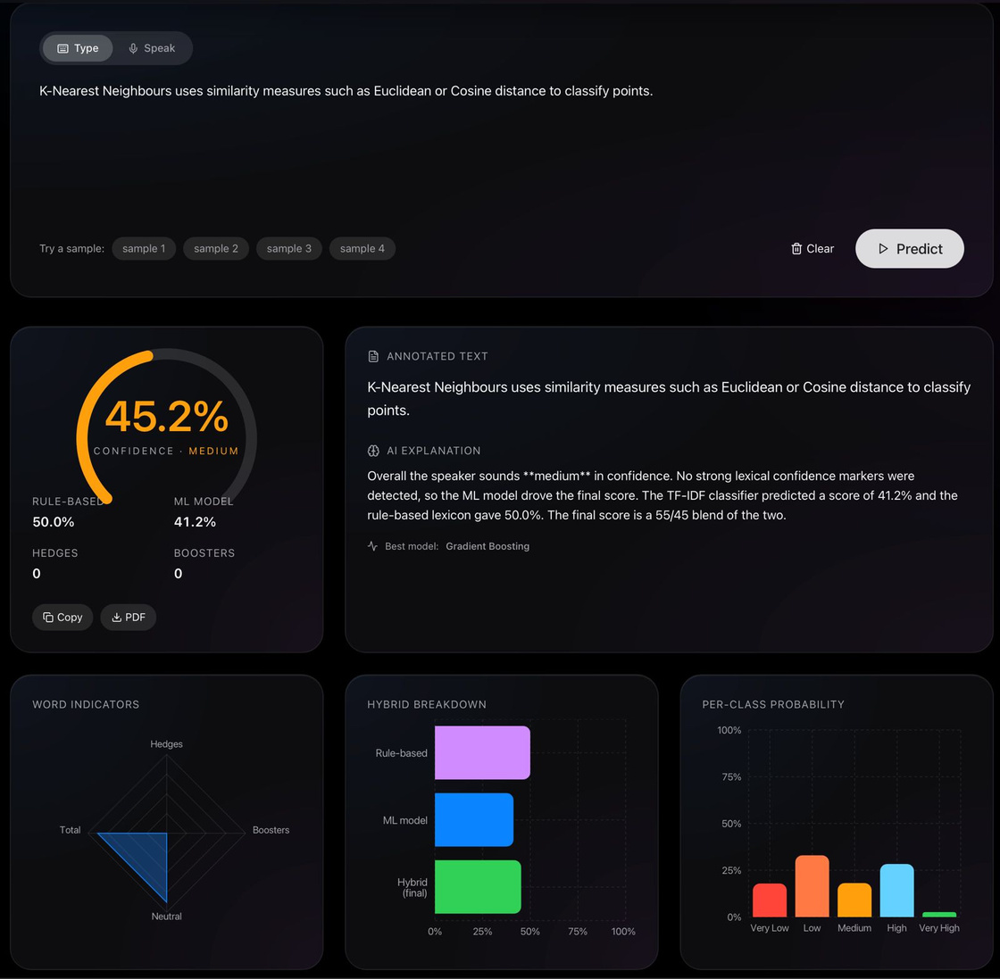 Type
Speak
K-Nearest Neighbours uses similarity measures such as Euclidean or Cosine distance to classify points.
Try a sample:
sample 1
sample 2
sample 3
sample 4
Clear
Predict
45.2%
CONFIDENCE · MEDIUM
RULE-BASED
ML MODEL
50.0%
41.2%
HEDGES
BOOSTERS
0
0
Copy
PDF
ANNOTATED TEXT
K-Nearest Neighbours uses similarity measures such as Euclidean or Cosine distance to classify
points.
AI EXPLANATION
Overall the speaker sounds **medium** in confidence. No strong lexical confidence markers were
detected, so the ML model drove the final score. The TF-IDF classifier predicted a score of 41.2% and the
rule-based lexicon gave 50.0%. The final score is a 55/45 blend of the two.
Best model: Gradient Boosting
WORD INDICATORS
Hedges
Total
Boosters
Neutral
HYBRID BREAKDOWN
Rule-based
ML model
Hybrid
(final)
0%
25%
50%
75%
100%
PER-CLASS PROBABILITY
100%
75%
50%
25%
0%
Very Low
Low
Medium
High
Very High